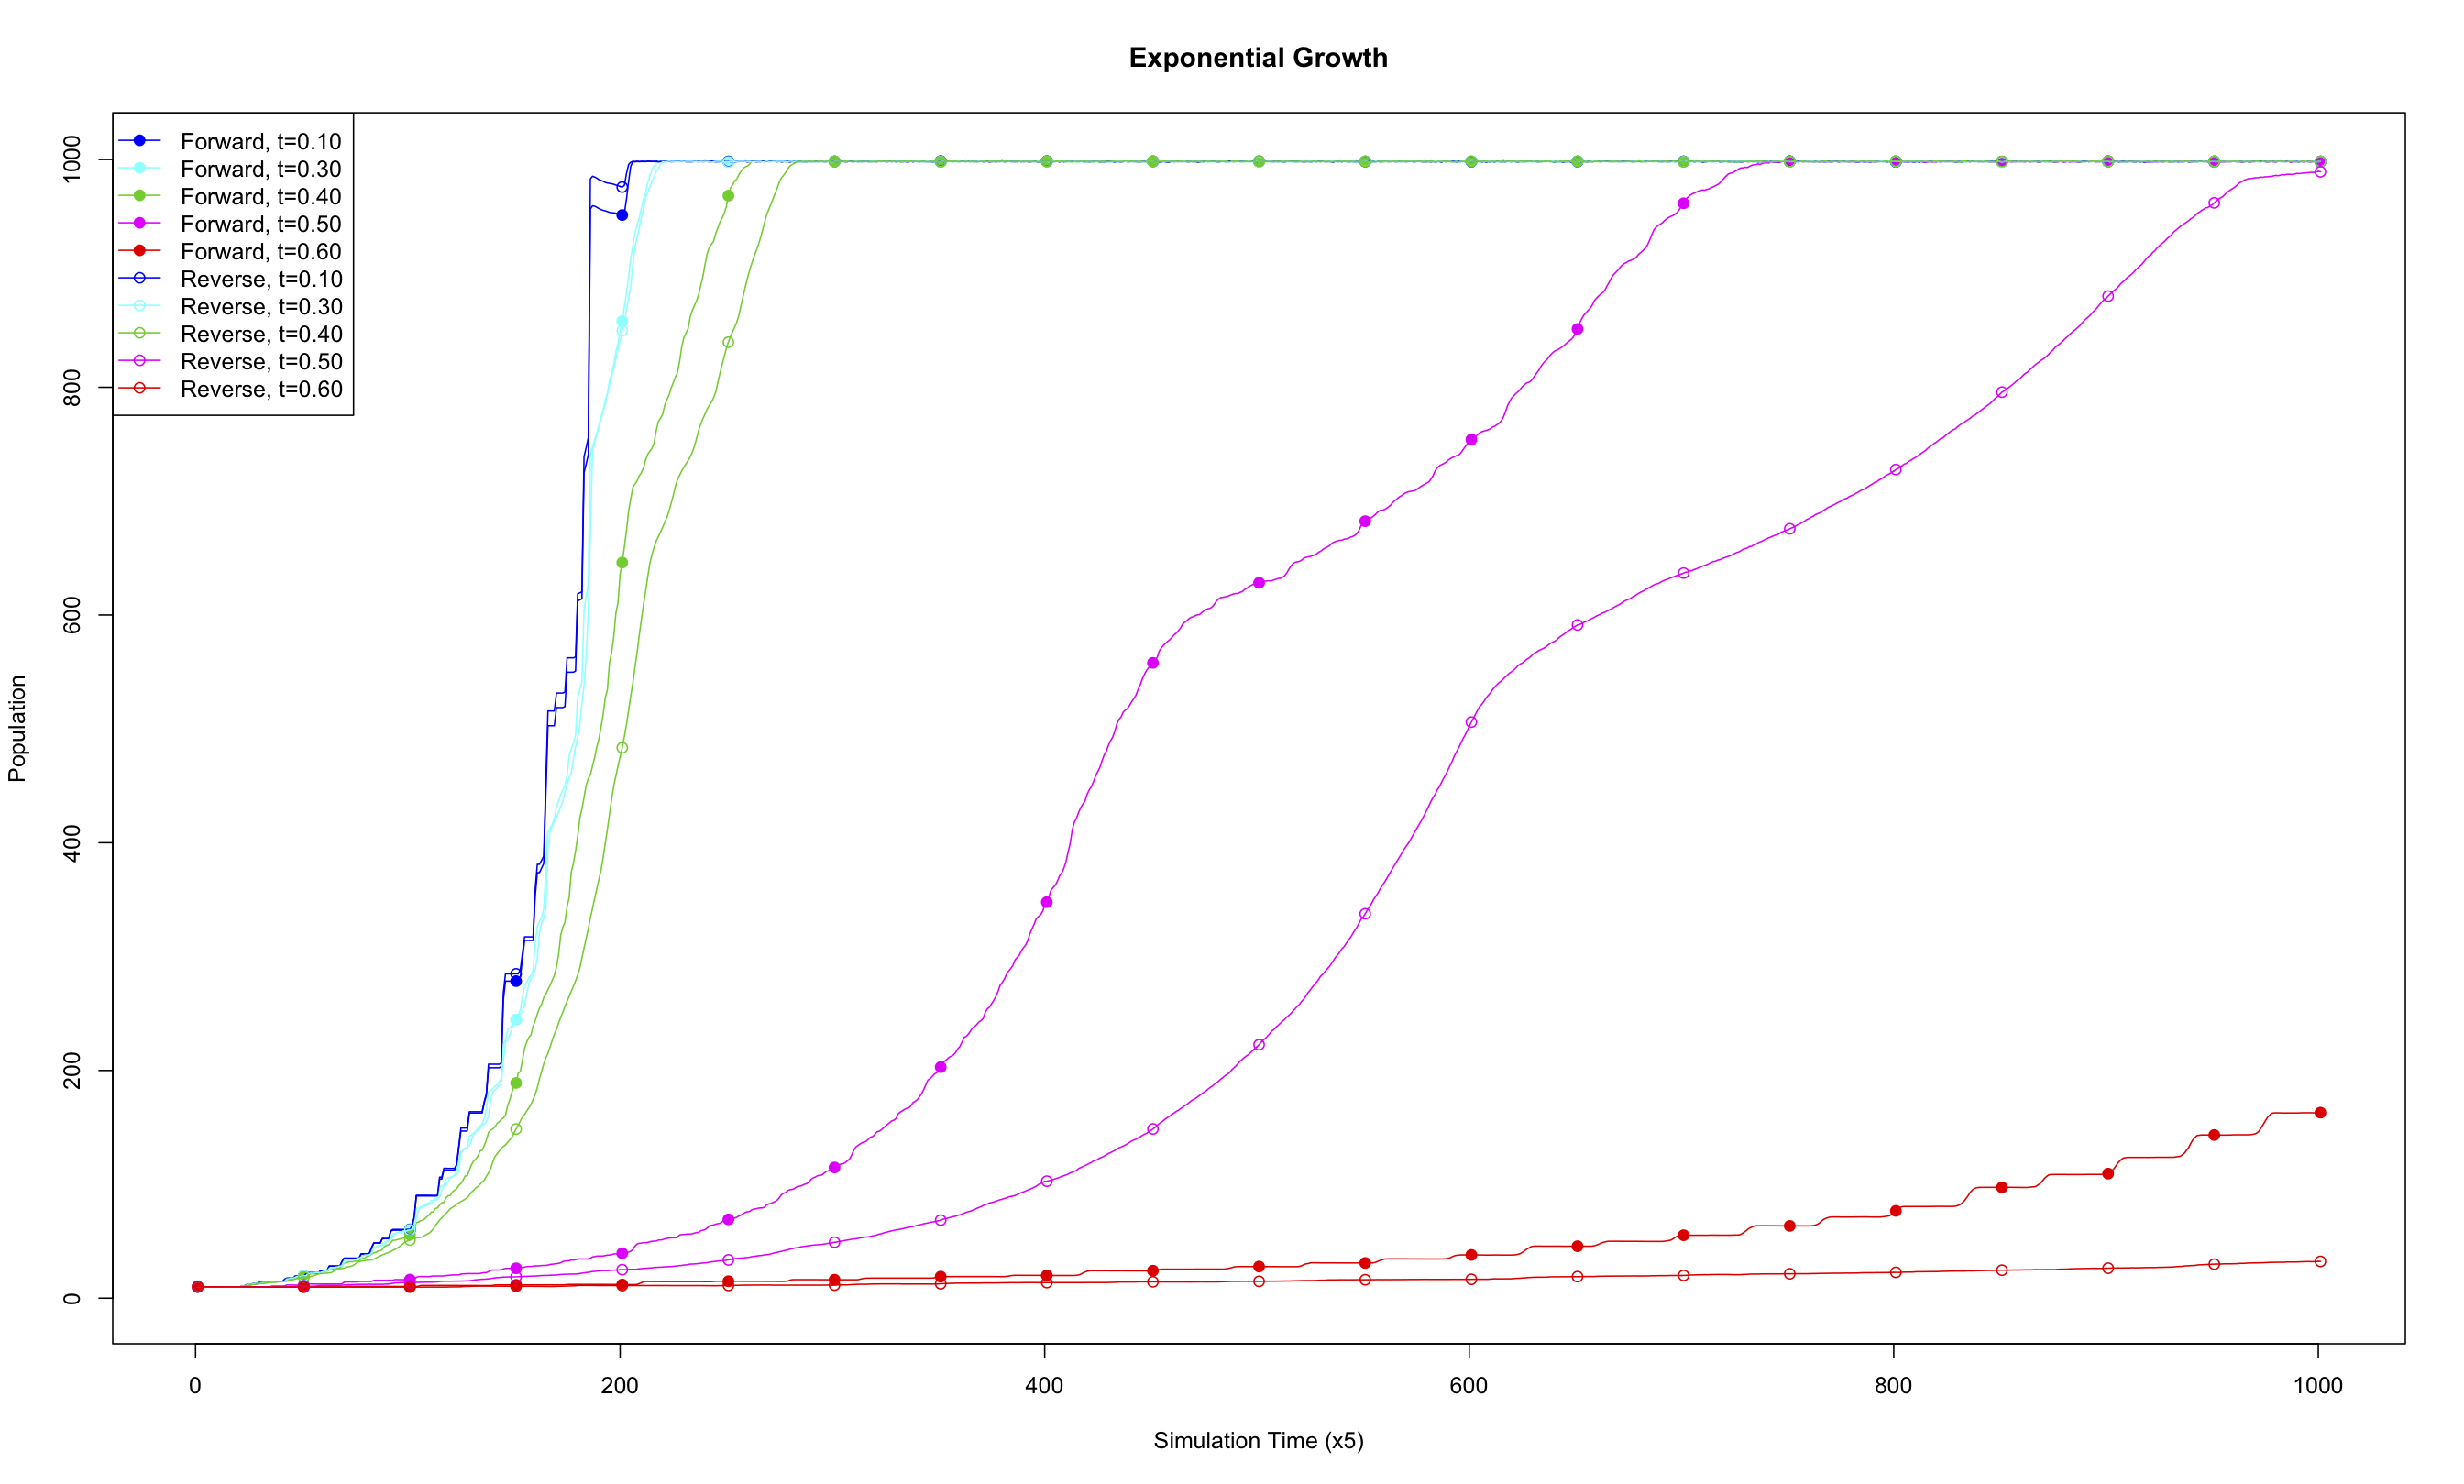 Exponential Growth
Forward, t=0.10
Forward, t=0.30
Forward, t=0.40
Forward, t=0.50
Forward, t=0.60
Reverse, t=0.10
Reverse, t=0.30
Reverse, t=0.40
Reverse, t=0.50
Reverse, t=0.60
1000
800
600
400
200
0
Population
0 200 400 600 800 1000
Simulation Time (x5)